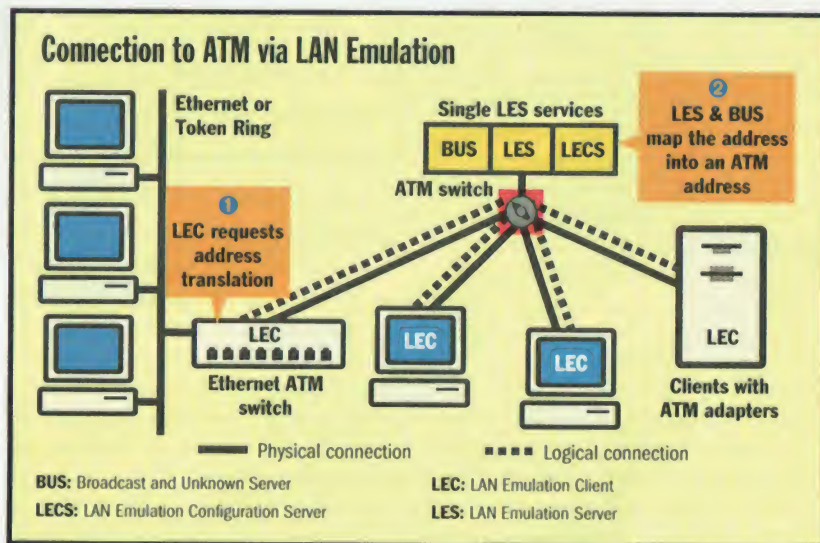 Connection to ATM via LAN Emulation
Ethernet or
Token Ring
Single LES services
BUS LES LECS
ATM switch
2
LES & BUS
map the address
into an ATM
address
1
LEC requests
address
translation
LEC
Ethernet ATM
switch
LEC
LEC
LEC
Clients with
ATM adapters
Physical connection
Logical connection
BUS: Broadcast and Unknown Server
LEC: LAN Emulation Client
LECS: LAN Emulation Configuration Server
LES: LAN Emulation Server